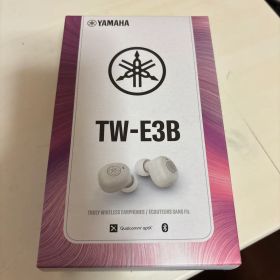 YAMAHA
TW-E3B
TRULY WIRELESS EARPHONES / ÉCOUTEURS SANS FIL
Qualcomm aptX